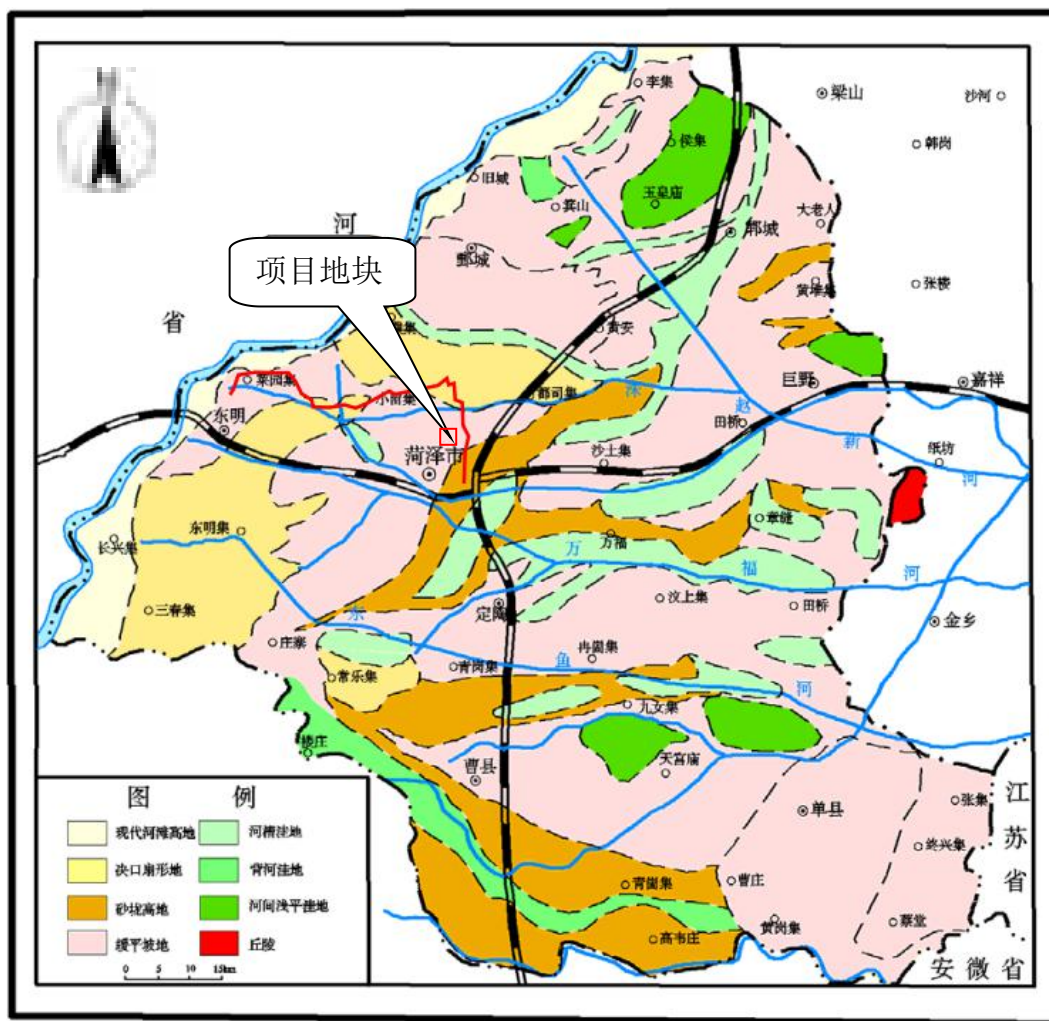 李集
梁山
沙河
侯集
韩岗
旧城
玉皇庙
箕山
大老人
郓城
河
鄄城
项目地块
张楼
黄堆集
省
黄安
菜园集
巨野
嘉祥
小留集
都司集
洙
赵
新
河
东明
田桥
沙土集
菏泽市
纸坊
章缝
东明集
万福
长兴集
万
福
河
三春集
汶上集
田桥
定陶
东
金乡
庄寨
冉固集
鱼
青岗集
河
常乐集
九女集
楼庄
天宫庙
曹县
江
苏
省
张集
单县
终兴集
图 例
现代河滩高地
河槽洼地
决口扇形地
背河洼地
砂垅高地
河间浅平洼地
缓平坡地
丘陵
0 5 10 15km
青崮集
曹庄
黄岗集
蔡堂
高韦庄
安徽省